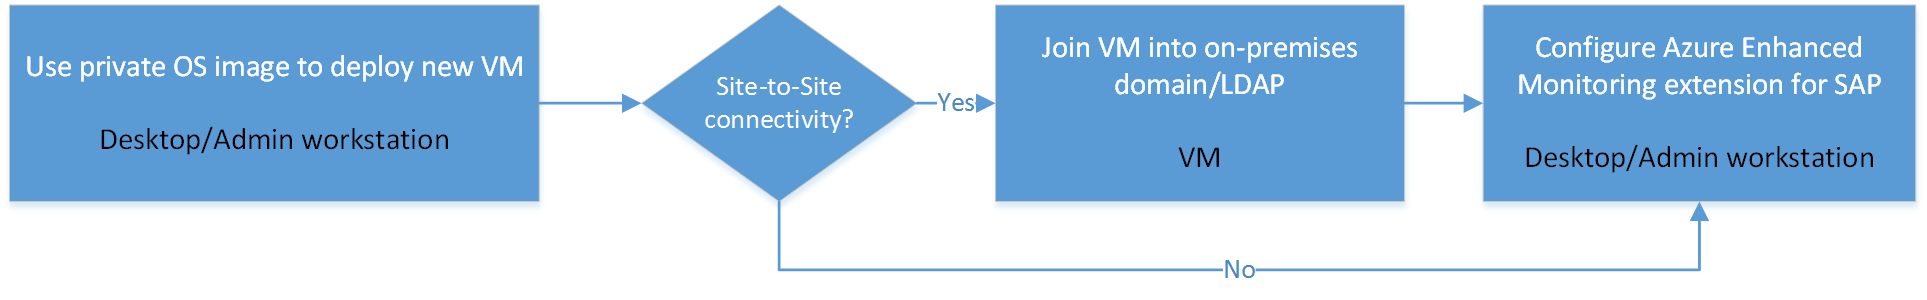 Use private OS image to deploy new VM
Desktop/Admin workstation
Site-to-Site
connectivity?
Yes
Join VM into on-premises
domain/LDAP
VM
Configure Azure Enhanced
Monitoring extension for SAP
Desktop/Admin workstation
No